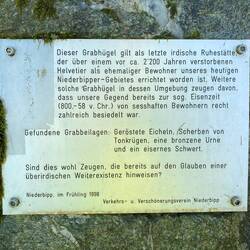 Dieser Grabhügel gilt als letzte irdische Ruhestätte
der über einem vor ca. 2'200 Jahren verstorbenen
Helvetier als ehemaliger Bewohner unseres heutigen
Niederbipper-Gebietes errichtet worden ist. Weitere
solche Grabhügel in dessen Umgebung zeugen davon,
dass unsere Gegend bereits zur sog. Eisenzeit
(800.-58 v. Chr.) von sesshaften Bewohnern recht
zahlreich besiedelt war.
Gefundene Grabbeilagen: Geröstete Eicheln, Scherben von
Tonkrügen, eine bronzene Urne
und ein eisernes Schwert.
Sind dies wohl Zeugen, die bereits auf den Glauben einer
überirdischen Weiterexistenz hinweisen?
Niederbipp, im Frühling 1998
Verkehrs- u. Verschönerungsverein Niederbipp